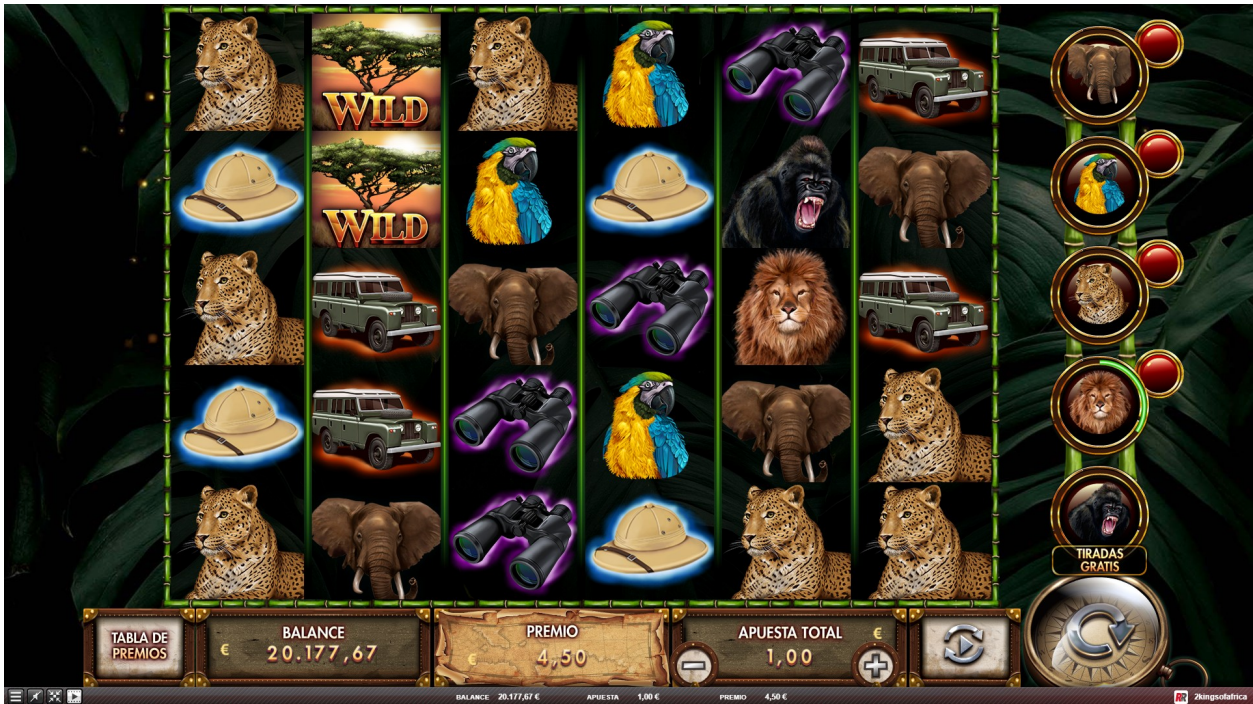 WILD
WILD
TIRADAS
GRATIS
TABLA DE
PREMIOS
BALANCE
€ 20.177,67
PREMIO
€ 4,50
APUESTA TOTAL €
1,00
BALANCE 20.177,67 € APUESTA 1,00 € PREMIO 4,50 €
RR 2kingsofafrica